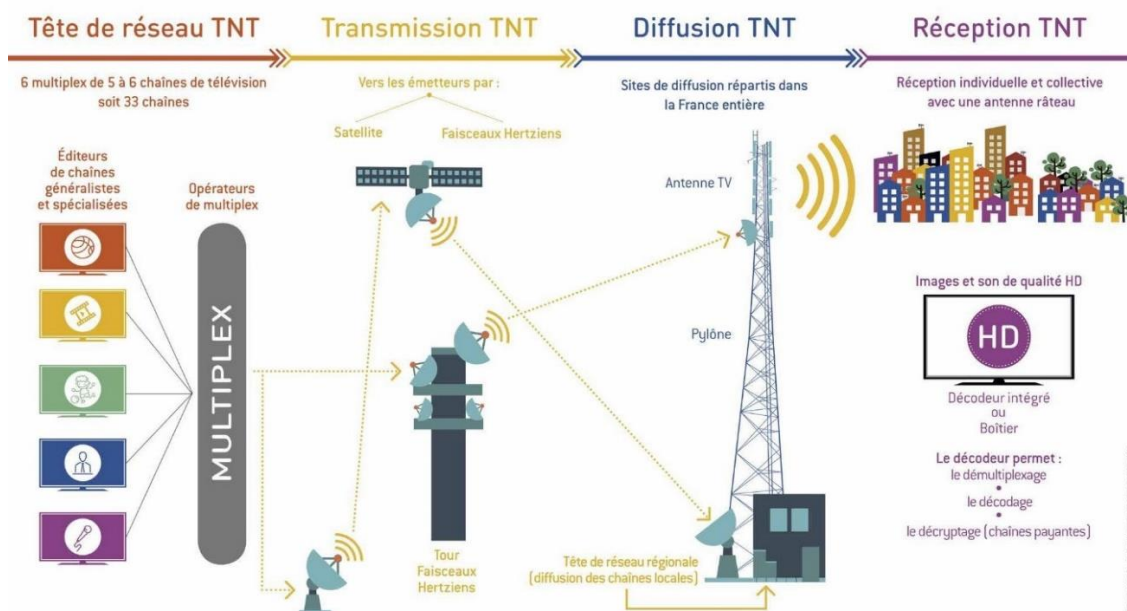 Tête de réseau TNT
6 multiplex de 5 à 6 chaînes de télévision
soit 33 chaînes
Éditeurs
de chaînes
généralistes
et spécialisées
Opérateurs
de multiplex
MULTIPLEX
Transmission TNT
Vers les émetteurs par :
Satellite
Faisceaux Hertziens
Tour
Faisceaux
Hertziens
Diffusion TNT
Sites de diffusion répartis dans
la France entière
Antenne TV
Pylône
Tête de réseau régionale
(diffusion des chaînes locales)
Réception TNT
Réception individuelle et collective
avec une antenne râteau
Images et son de qualité HD
HD
Décodeur intégré
ou
Boîtier
Le décodeur permet :
le démultiplexage
•
le décodage
•
le décryptage (chaînes payantes)